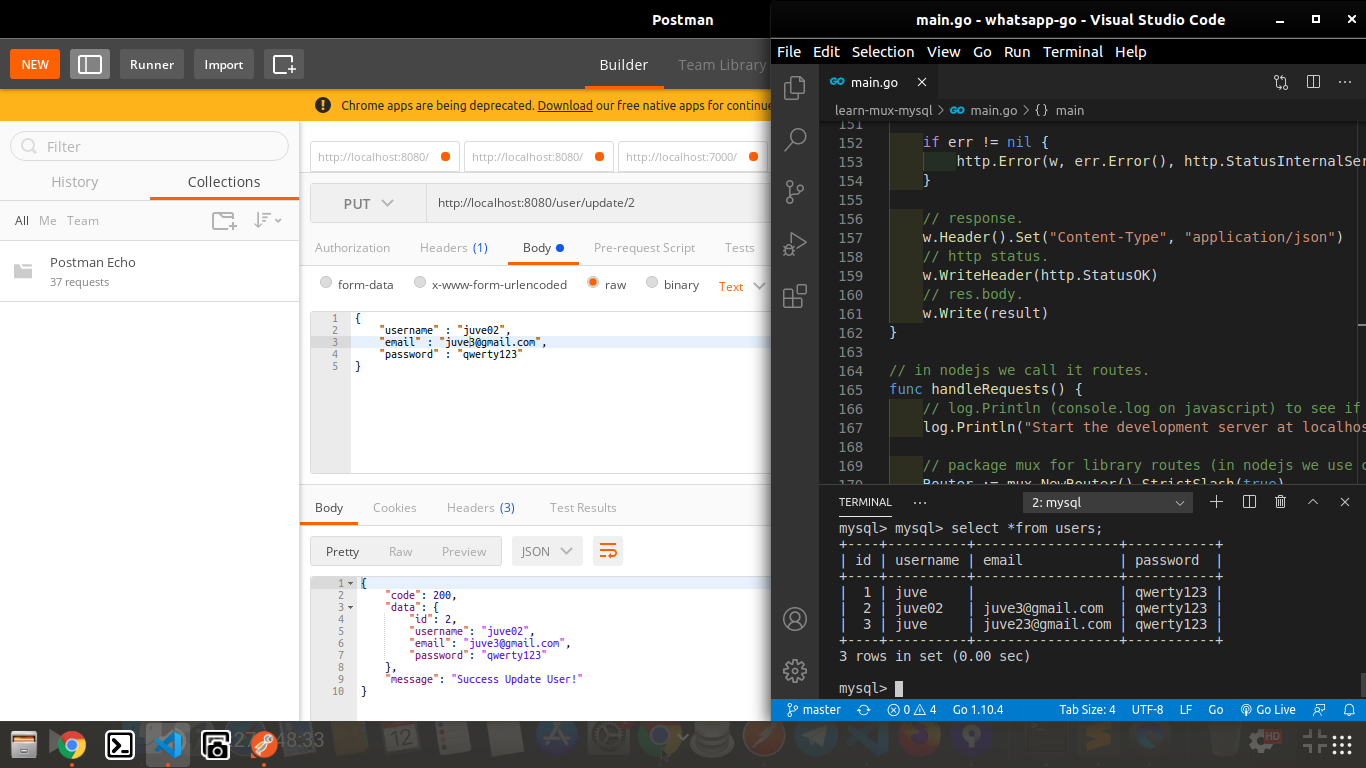 Postman
NEW
Runner
Import
Builder
Team Library
Chrome apps are being deprecated. Download our free native apps for continue
Filter
History
Collections
All Me Team
Postman Echo
37 requests
http://localhost:8080/
http://localhost:8080/
http://localhost:7000/
PUT
http://localhost:8080/user/update/2
Authorization
Headers (1)
Body
Pre-request Script
Tests
form-data
x-www-form-urlencoded
raw
binary
Text
1 {
2 "username" : "juve02",
3 "email" : "juve3@gmail.com",
4 "password" : "qwerty123"
5 }
Body
Cookies
Headers (3)
Test Results
Pretty
Raw
Preview
JSON
1 {
2 "code": 200,
3 "data": {
4 "id": 2,
5 "username": "juve02",
6 "email": "juve3@gmail.com",
7 "password": "qwerty123"
8 },
9 "message": "Success Update User!"
10 }
main.go - whatsapp-go - Visual Studio Code
File Edit Selection View Go Run Terminal Help
main.go
learn-mux-mysql > main.go > {} main
151
152 if err != nil {
153 http.Error(w, err.Error(), http.StatusInternalSer
154 }
155
156 // response.
157 w.Header().Set("Content-Type", "application/json")
158 // http status.
159 w.WriteHeader(http.StatusOK)
160 // res.body.
161 w.Write(result)
162 }
163
164 // in nodejs we call it routes.
165 func handleRequests() {
166 // log.Println (console.log on javascript) to see if
167 log.Println("Start the development server at localhos
168
169 // package mux for library routes (in nodejs we use
170 Router := mux.NewRouter().StrictSlash(true)
TERMINAL
2: mysql
mysql> mysql> select *from users;
+----+----------+------------------+-----------+
| id | username | email            | password  |
+----+----------+------------------+-----------+
|  1 | juve     |                  | qwerty123 |
|  2 | juve02   | juve3@gmail.com  | qwerty123 |
|  3 | juve     | juve23@gmail.com | qwerty123 |
+----+----------+------------------+-----------+
3 rows in set (0.00 sec)
mysql>
master
0
4
Go 1.10.4
Tab Size: 4
UTF-8
LF
Go
Go Live
12
48:33
HD